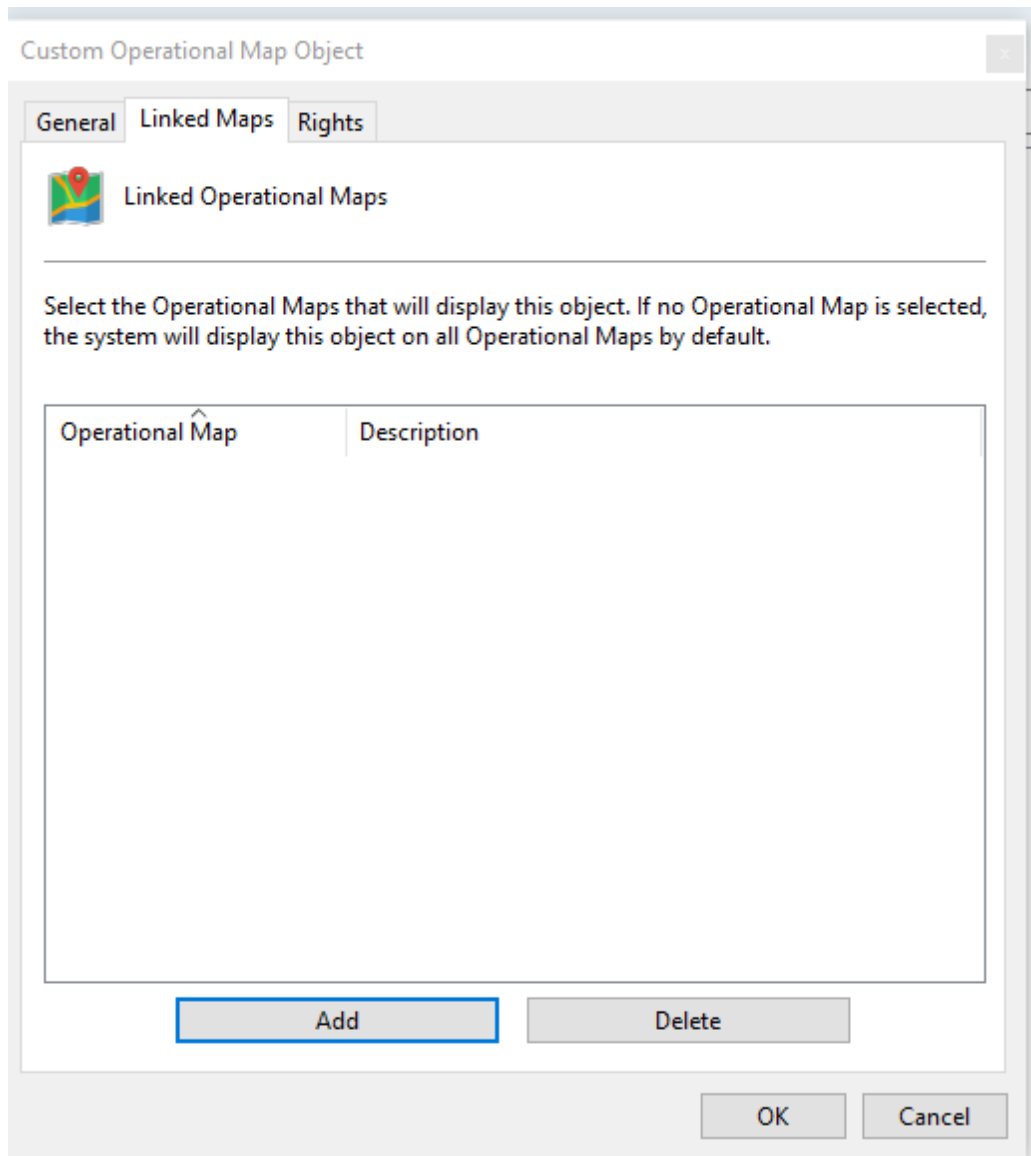 Custom Operational Map Object
x
General Linked Maps Rights
Linked Operational Maps
Select the Operational Maps that will display this object. If no Operational Map is selected,
the system will display this object on all Operational Maps by default.
Operational Map Description
Add Delete
OK Cancel